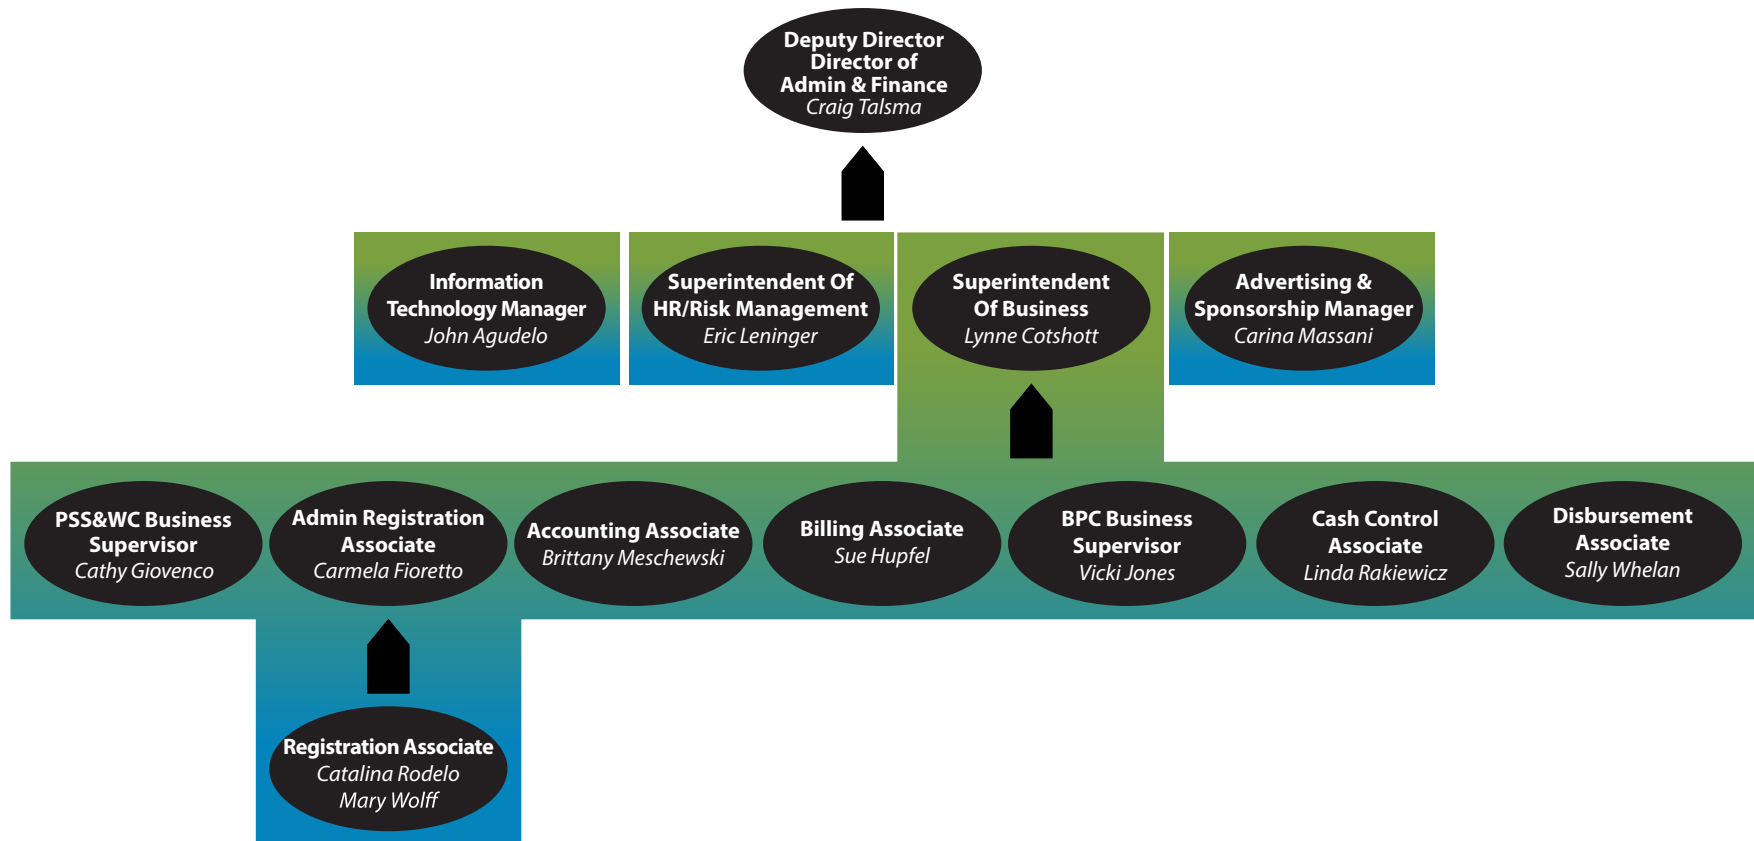 Deputy Director
Director of
Admin & Finance
Craig Talsma
Information
Technology Manager
John Agudelo
Superintendent Of
HR/Risk Management
Eric Leninger
Superintendent
Of Business
Lynne Cotshott
Advertising &
Sponsorship Manager
Carina Massani
PSS&WC Business
Supervisor
Cathy Giovenco
Admin Registration
Associate
Carmela Fioretto
Accounting Associate
Brittany Meschewski
Billing Associate
Sue Hupfel
BPC Business
Supervisor
Vicki Jones
Cash Control
Associate
Linda Rakiewicz
Disbursement
Associate
Sally Whelan
Registration Associate
Catalina Rodelo
Mary Wolff